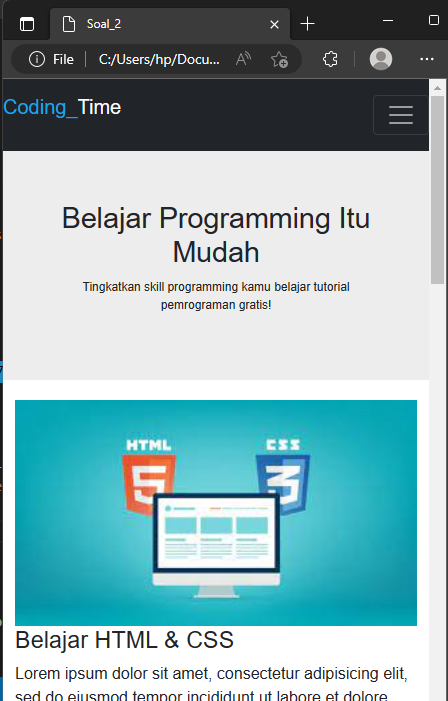 Soal_2
File
C:/Users/hp/Docu...
Coding_Time
Belajar Programming Itu
Mudah
Tingkatkan skill programming kamu belajar tutorial
pemrograman gratis!
HTML
CSS
5
3
Belajar HTML & CSS
Lorem ipsum dolor sit amet, consectetur adipisicing elit,
sed do eiusmod tempor incididunt ut labore et dolore